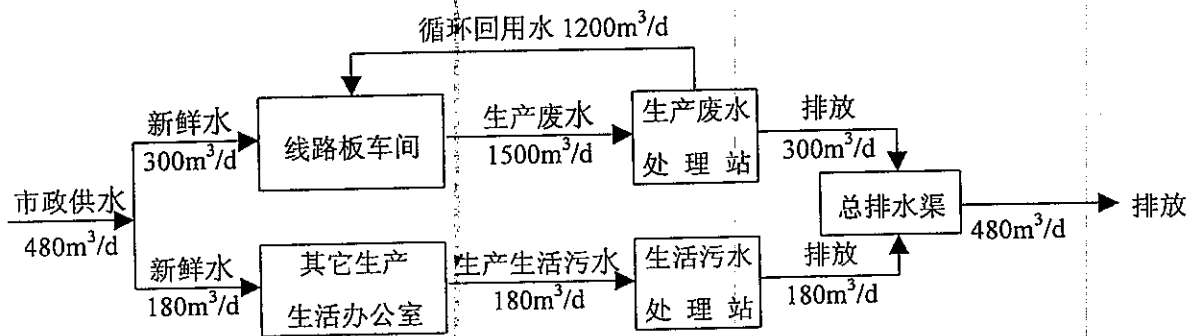 循环回用水 1200m³/d
新鲜水
300m³/d
线路板车间
生产废水
1500m³/d
生产废水
处 理 站
排放
300m³/d
市政供水
480m³/d
总排水渠
480m³/d
排放
新鲜水
180m³/d
其它生产
生活办公室
生产生活污水
180m³/d
生活污水
处 理 站
排放
180m³/d